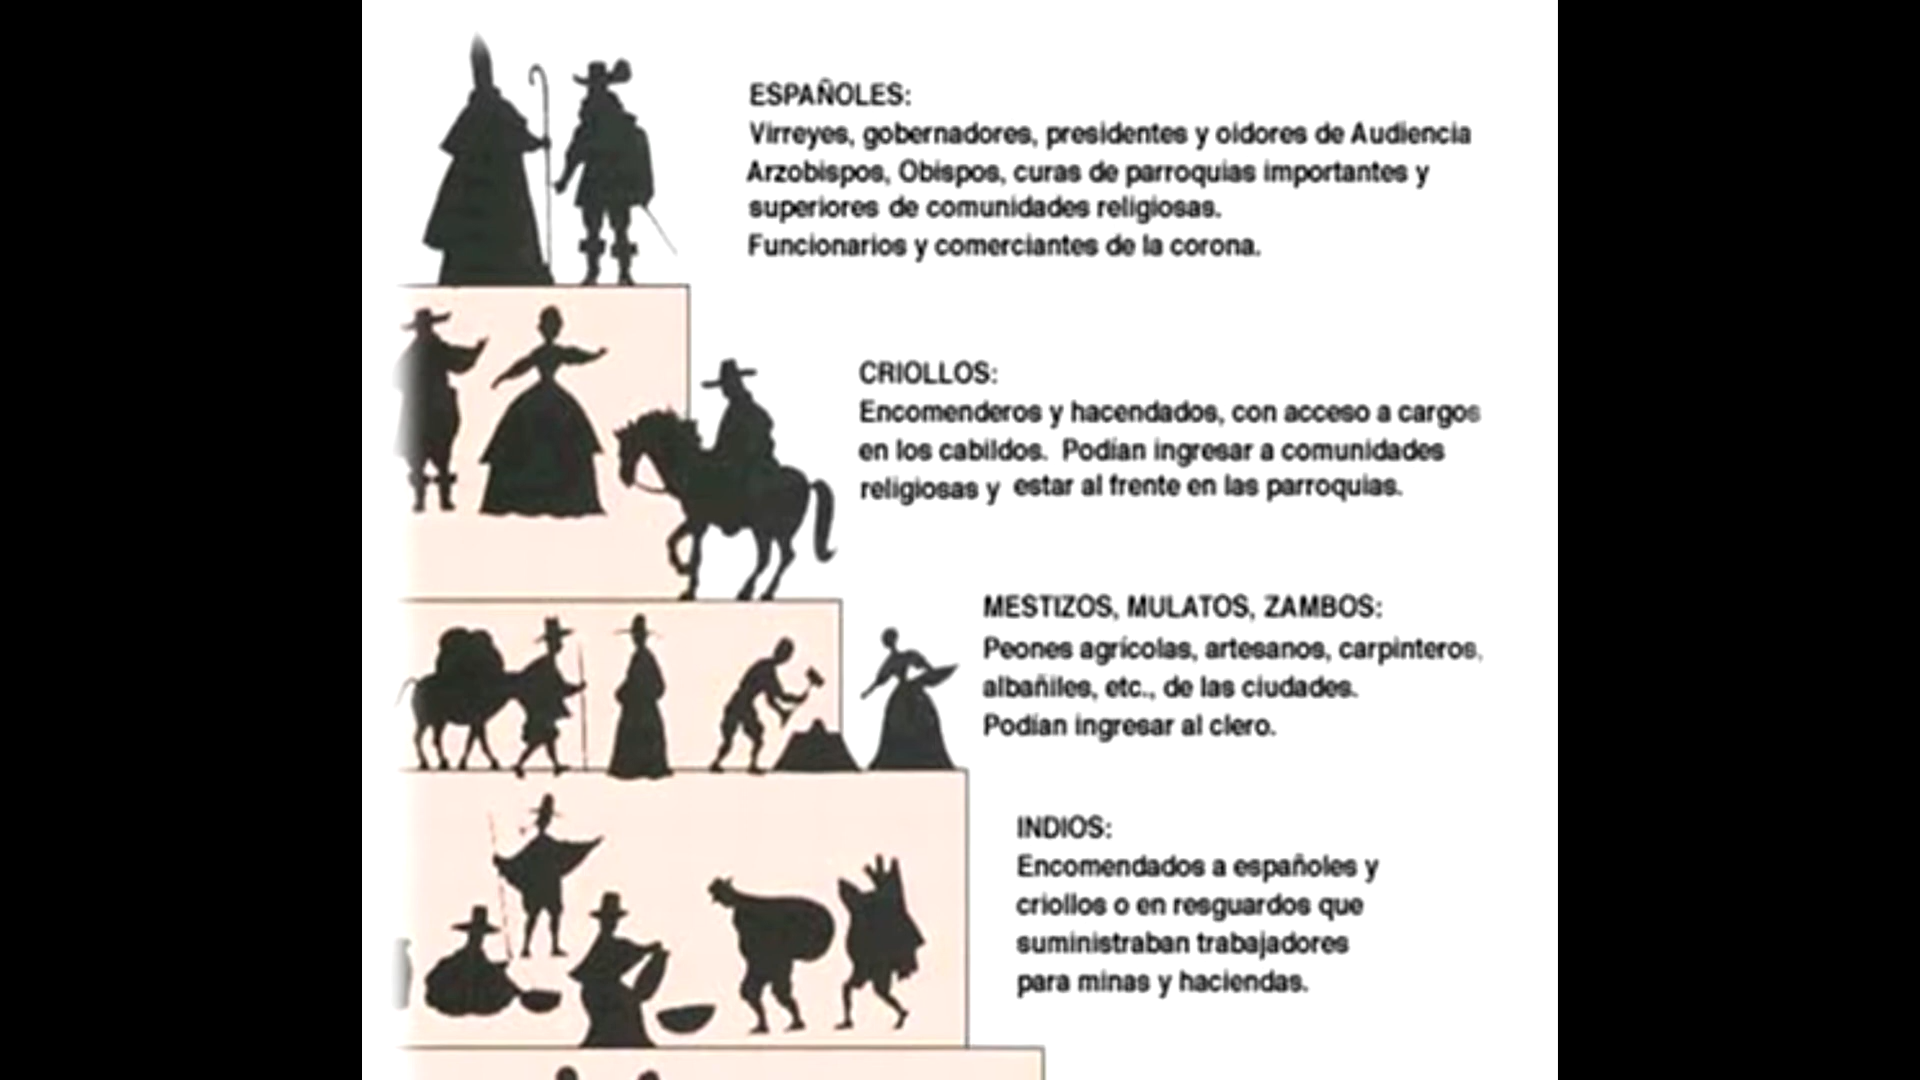 ESPAÑOLES:
Virreyes, gobernadores, presidentes y oidores de Audiencia
Arzobispos, Obispos, curas de parroquias importantes y
superiores de comunidades religiosas.
Funcionarios y comerciantes de la corona.
CRIOLLOS:
Encomenderos y hacendados, con acceso a cargos
en los cabildos. Podían ingresar a comunidades
religiosas y estar al frente en las parroquias.
MESTIZOS, MULATOS, ZAMBOS:
Peones agrícolas, artesanos, carpinteros,
albañiles, etc., de las ciudades.
Podían ingresar al clero.
INDIOS:
Encomendados a españoles y
criollos o en resguardos que
suministraban trabajadores
para minas y haciendas.